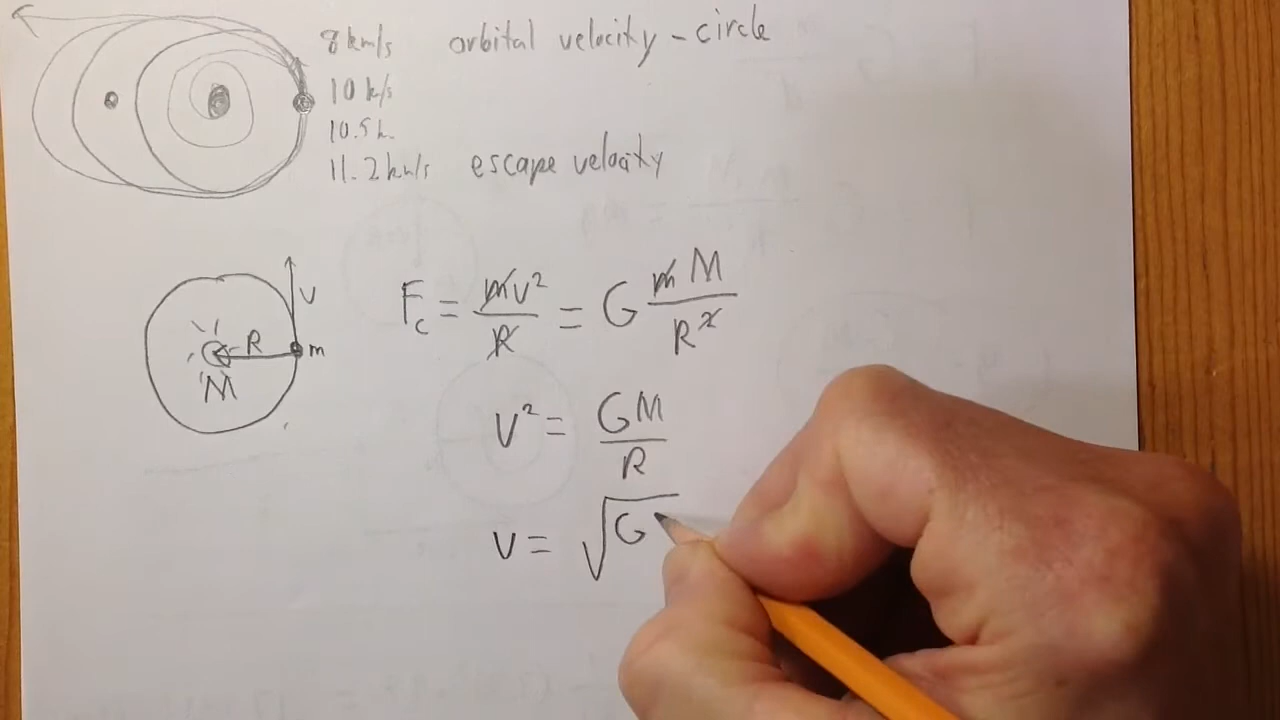 8 km/s orbital velocity - circle
10 k/s
10.5 k.
11.2 km/s escape velocity
V
R
m
M
F_c = mv²/R = G mM/R²
V² = GM/R
V = √G